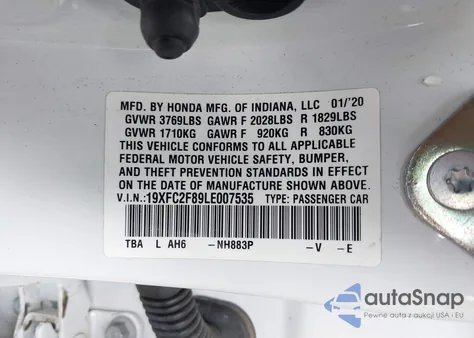 MFD. BY HONDA MFG. OF INDIANA, LLC 01/'20
GVWR 3769LBS GAWR F 2028LBS R 1829LBS
GVWR 1710KG GAWR F 920KG R 830KG
THIS VEHICLE CONFORMS TO ALL APPLICABLE
FEDERAL MOTOR VEHICLE SAFETY, BUMPER,
AND THEFT PREVENTION STANDARDS IN EFFECT
ON THE DATE OF MANUFACTURE SHOWN ABOVE.
V.I.N.:19XFC2F89LE007535 TYPE: PASSENGER CAR
TBA L AH6 -NH883P -V -E
autoSnap
Pewne auta z aukcji USA i EU